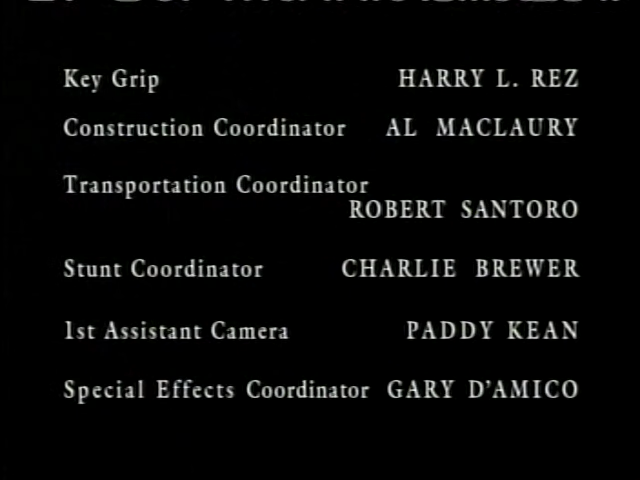 Key Grip HARRY L. REZ
Construction Coordinator AL MACLAURY
Transportation Coordinator
ROBERT SANTORO
Stunt Coordinator CHARLIE BREWER
1st Assistant Camera PADDY KEAN
Special Effects Coordinator GARY D'AMICO